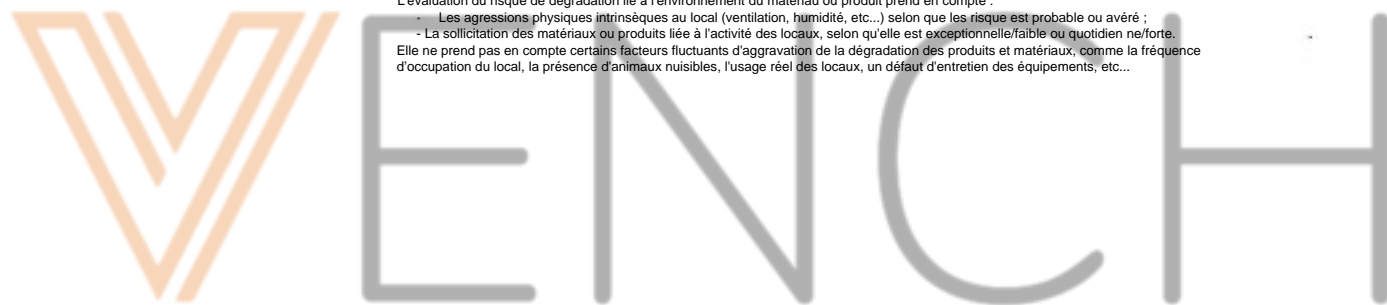 L'évaluation du risque de dégradation lié à l'environnement du matériau ou produit prend en compte :
- Les agressions physiques intrinsèques au local (ventilation, humidité, etc...) selon que les risque est probable ou avéré ;
- La sollicitation des matériaux ou produits liée à l'activité des locaux, selon qu'elle est exceptionnelle/faible ou quotidien ne/forte.
Elle ne prend pas en compte certains facteurs fluctuants d'aggravation de la dégradation des produits et matériaux, comme la fréquence
d'occupation du local, la présence d'animaux nuisibles, l'usage réel des locaux, un défaut d'entretien des équipements, etc...
VENCH